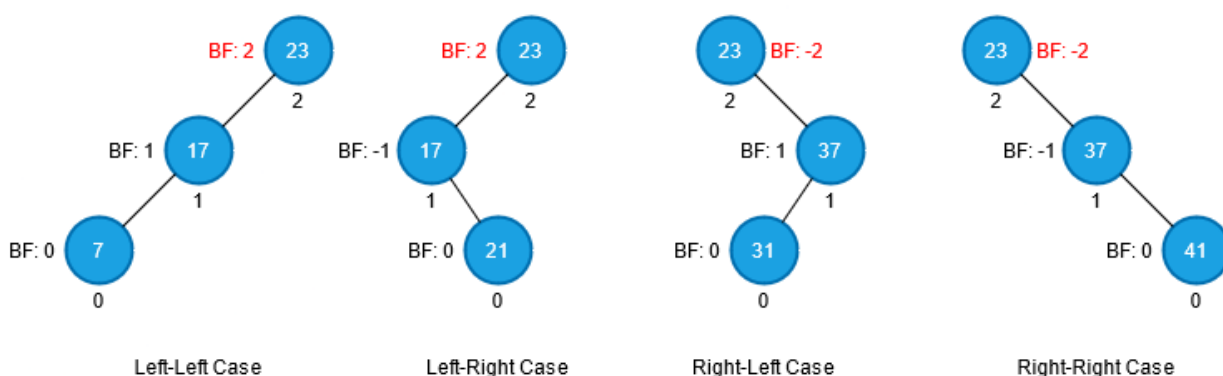 BF: 2 23 BF: 2 23 23 BF: -2 23 BF: -2
2 2 2 2
BF: 1 17 BF: -1 17 BF: 1 37 BF: -1 37
1 1 1 1
BF: 0 7 BF: 0 21 BF: 0 31 BF: 0 41
0 0 0 0
Left-Left Case Left-Right Case Right-Left Case Right-Right Case